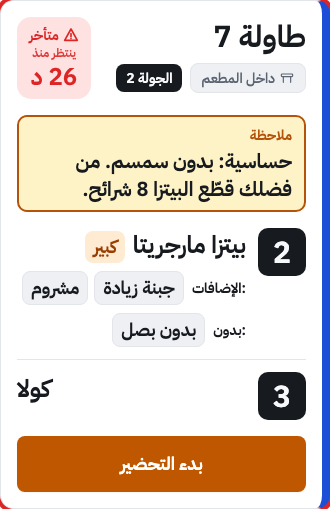 طاولة 7
داخل المطعم
الجولة 2
متأخر
ينتظر منذ
26 د
ملاحظة
حساسية: بدون سمسم. من
فضلك قطّع البيتزا 8 شرائح.
2 بيتزا مارجريتا كبير
الإضافات: جبنة زيادة مشروم
بدون: بدون بصل
3 كولا
بدء التحضير